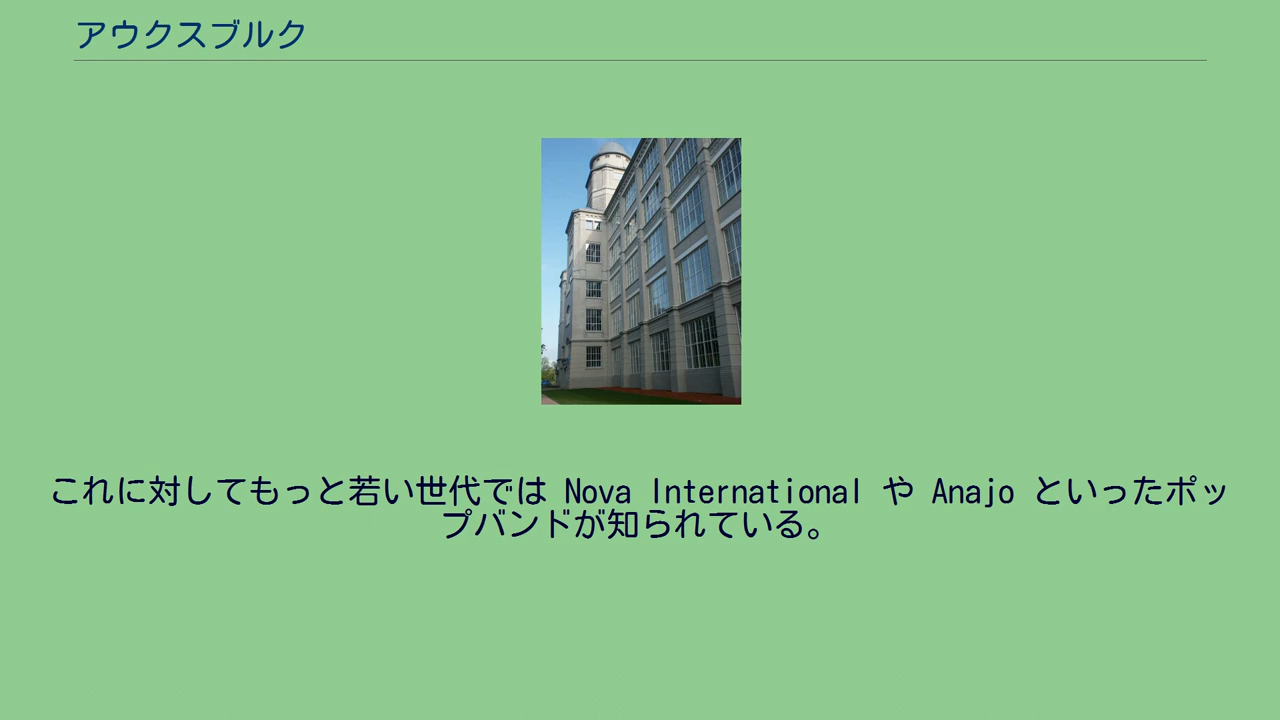 アウクスブルク
これに対してもっと若い世代では Nova International や Anajo といったポッ
プバンドが知られている。